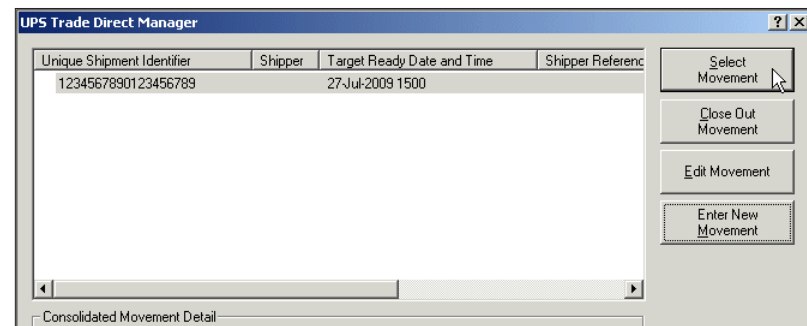 UPS Trade Direct Manager
Unique Shipment Identifier Shipper Target Ready Date and Time Shipper Referenc
1234567890123456789 27-Jul-2009 1500
Select
Movement
Close Out
Movement
Edit Movement
Enter New
Movement
Consolidated Movement Detail